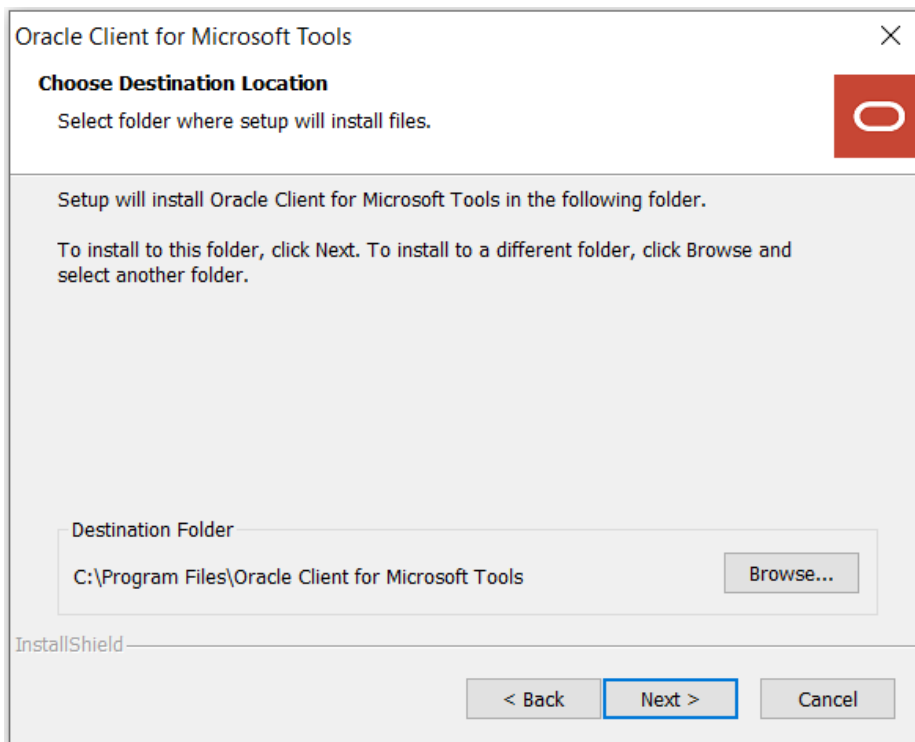 Oracle Client for Microsoft Tools
Choose Destination Location
Select folder where setup will install files.
Setup will install Oracle Client for Microsoft Tools in the following folder.
To install to this folder, click Next. To install to a different folder, click Browse and
select another folder.
Destination Folder
C:\Program Files\Oracle Client for Microsoft Tools
Browse...
InstallShield
< Back
Next >
Cancel